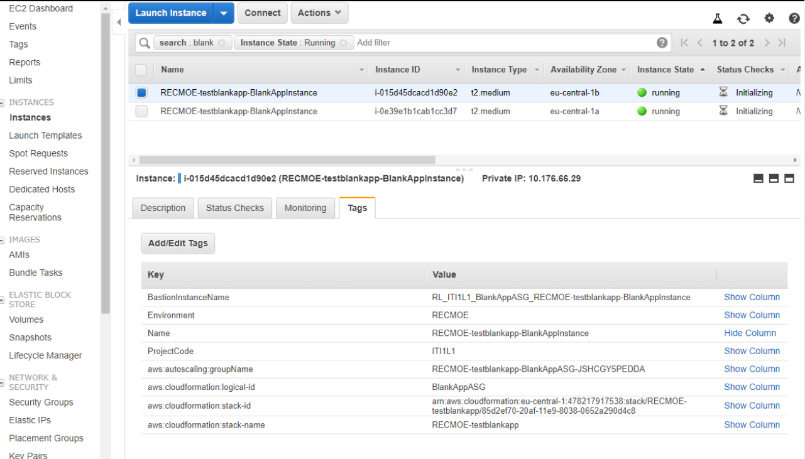 EC2 Dashboard
Events
Tags
Reports
Limits
INSTANCES
Instances
Launch Templates
Spot Requests
Reserved Instances
Dedicated Hosts
Capacity
Reservations
IMAGES
AMIs
Bundle Tasks
ELASTIC BLOCK
STORE
Volumes
Snapshots
Lifecycle Manager
NETWORK &
SECURITY
Security Groups
Elastic IPs
Placement Groups
Key Pairs
Launch Instance Connect Actions
search : blank Instance State : Running Add filter 1 to 2 of 2
Name Instance ID Instance Type Availability Zone Instance State Status Checks A
RECMOE-testblankapp-BlankAppInstance i-015d45dcacd1d90e2 t2.medium eu-central-1b running Initializing
RECMOE-testblankapp-BlankAppInstance i-0e39e1b1cab1cc3d7 t2.medium eu-central-1a running Initializing
Instance: i-015d45dcacd1d90e2 (RECMOE-testblankapp-BlankAppInstance) Private IP: 10.176.66.29
Description Status Checks Monitoring Tags
Add/Edit Tags
Key Value
BastionInstanceName RL_ITI1L1_BlankAppASG_RECMOE-testblankapp-BlankAppInstance Show Column
Environment RECMOE Show Column
Name RECMOE-testblankapp-BlankAppInstance Hide Column
ProjectCode ITI1L1 Show Column
aws:autoscaling:groupName RECMOE-testblankapp-BlankAppASG-JSHCGY5PEDDA Show Column
aws:cloudformation:logical-id BlankAppASG Show Column
aws:cloudformation:stack-id arn:aws:cloudformation:eu-central-1:478217917538:stack/RECMOE-
testblankapp/85d2ef70-20af-11e9-8038-0652a290d4c8 Show Column
aws:cloudformation:stack-name RECMOE-testblankapp Show Column